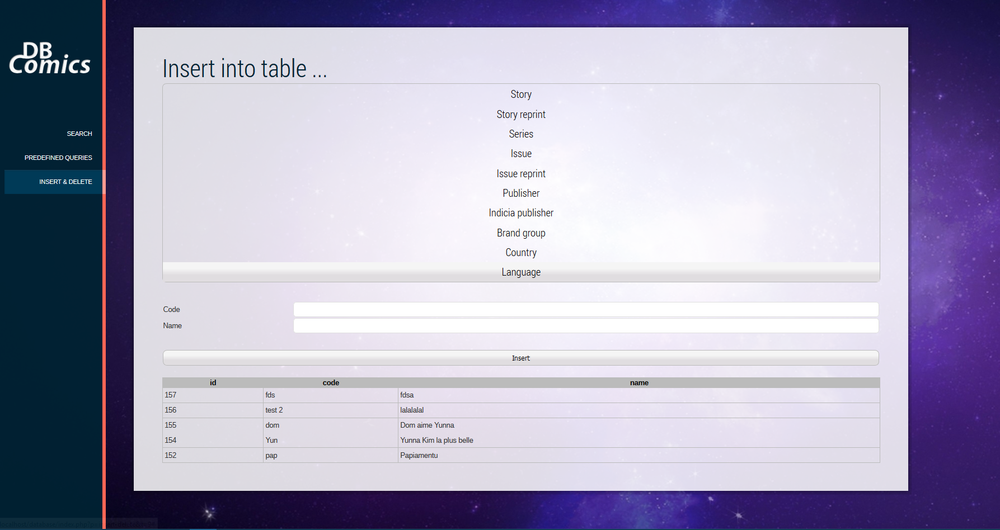 DB
Comics
SEARCH
PREDEFINED QUERIES
INSERT & DELETE
Insert into table ...
Story
Story reprint
Series
Issue
Issue reprint
Publisher
Indicia publisher
Brand group
Country
Language
Code
Name
Insert
id code name
157 fds fdsa
156 test 2 lalalalal
155 dom Dom aime Yunna
154 Yun Yunna Kim la plus belle
152 pap Papiamentu